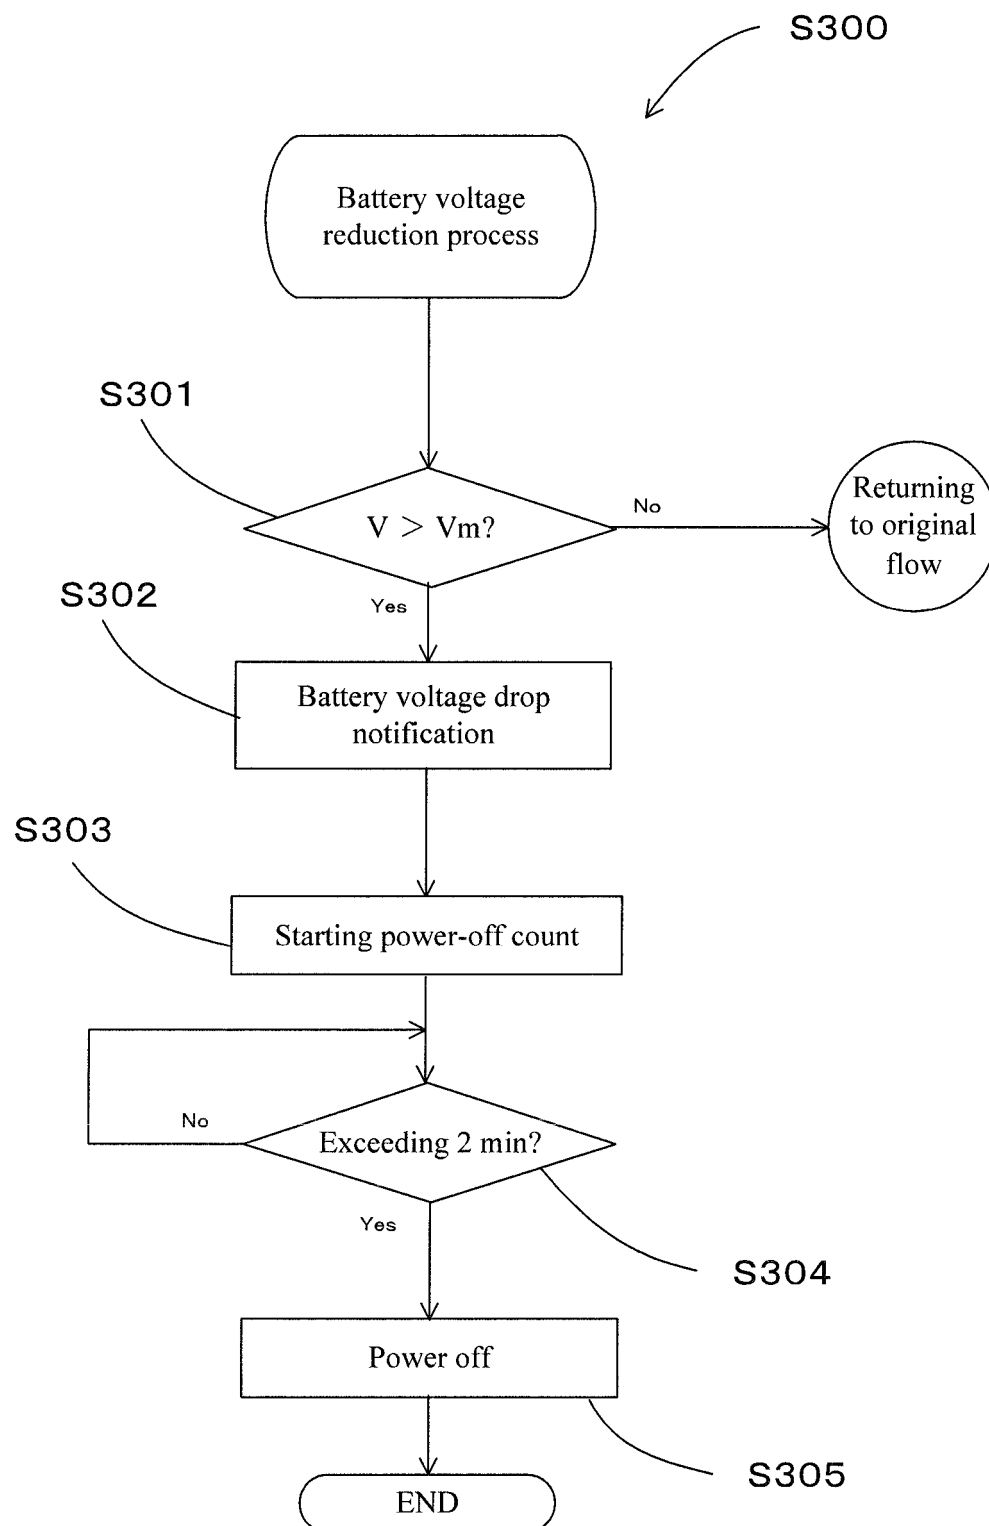 S300
Battery voltage
reduction process
S301
V > Vm?
No
Returning
to original
flow
Yes
S302
Battery voltage drop
notification
S303
Starting power-off count
No
Exceeding 2 min?
Yes
S304
Power off
S305
END